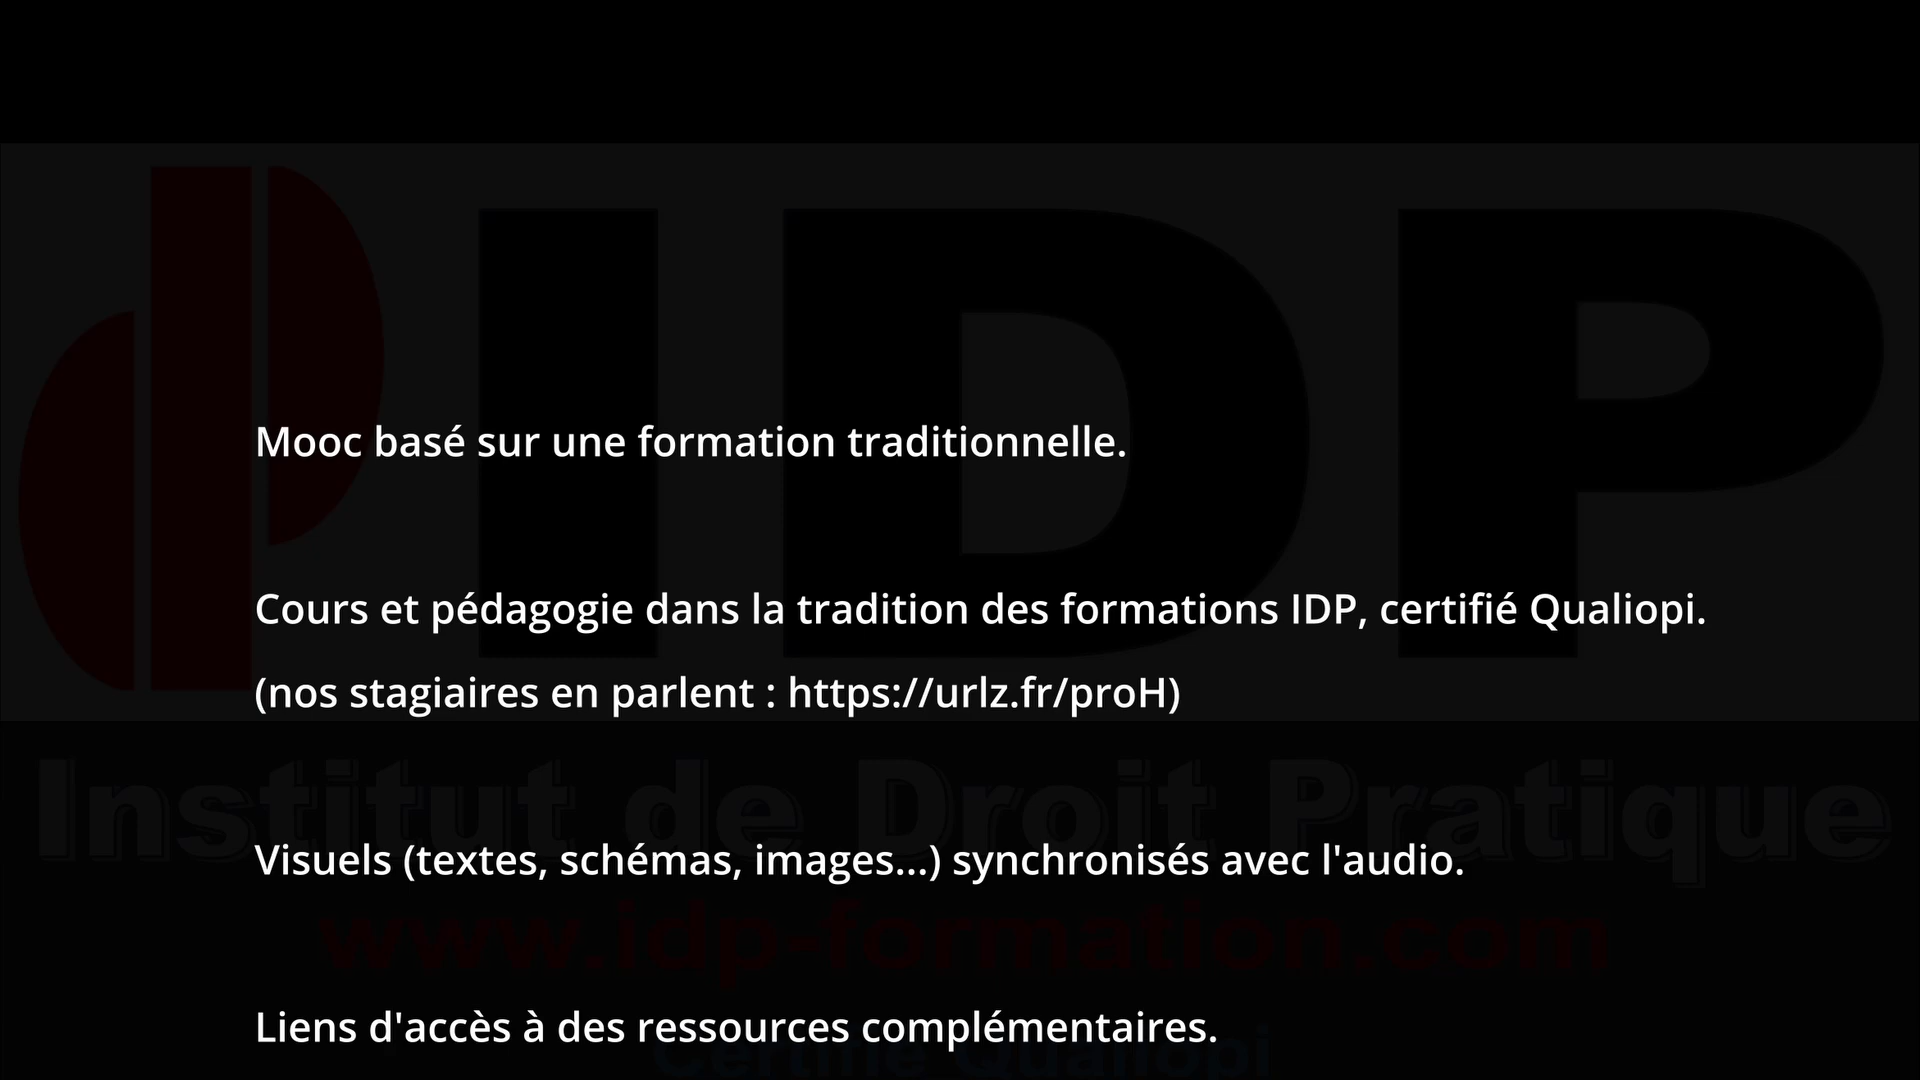 IDP
Mooc basé sur une formation traditionnelle.
Cours et pédagogie dans la tradition des formations IDP, certifié Qualiopi.
(nos stagiaires en parlent : https://urlz.fr/proH)
Institut de Droit Pratique
Visuels (textes, schémas, images...) synchronisés avec l'audio.
www.idp-formation.com
Liens d'accès à des ressources complémentaires.
Certifié Qualiopi